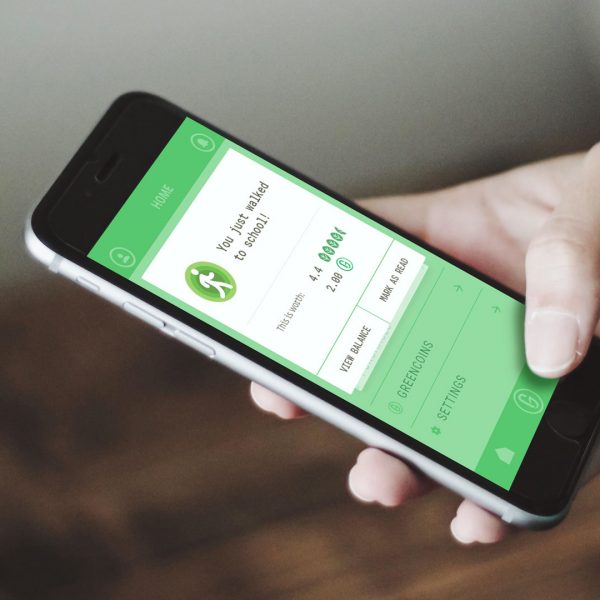 HOME
You just walked
to school!
This is worth:
4.4
2.00 G
VIEW BALANCE
MARK AS READ
GREENCOINS
SETTINGS
G